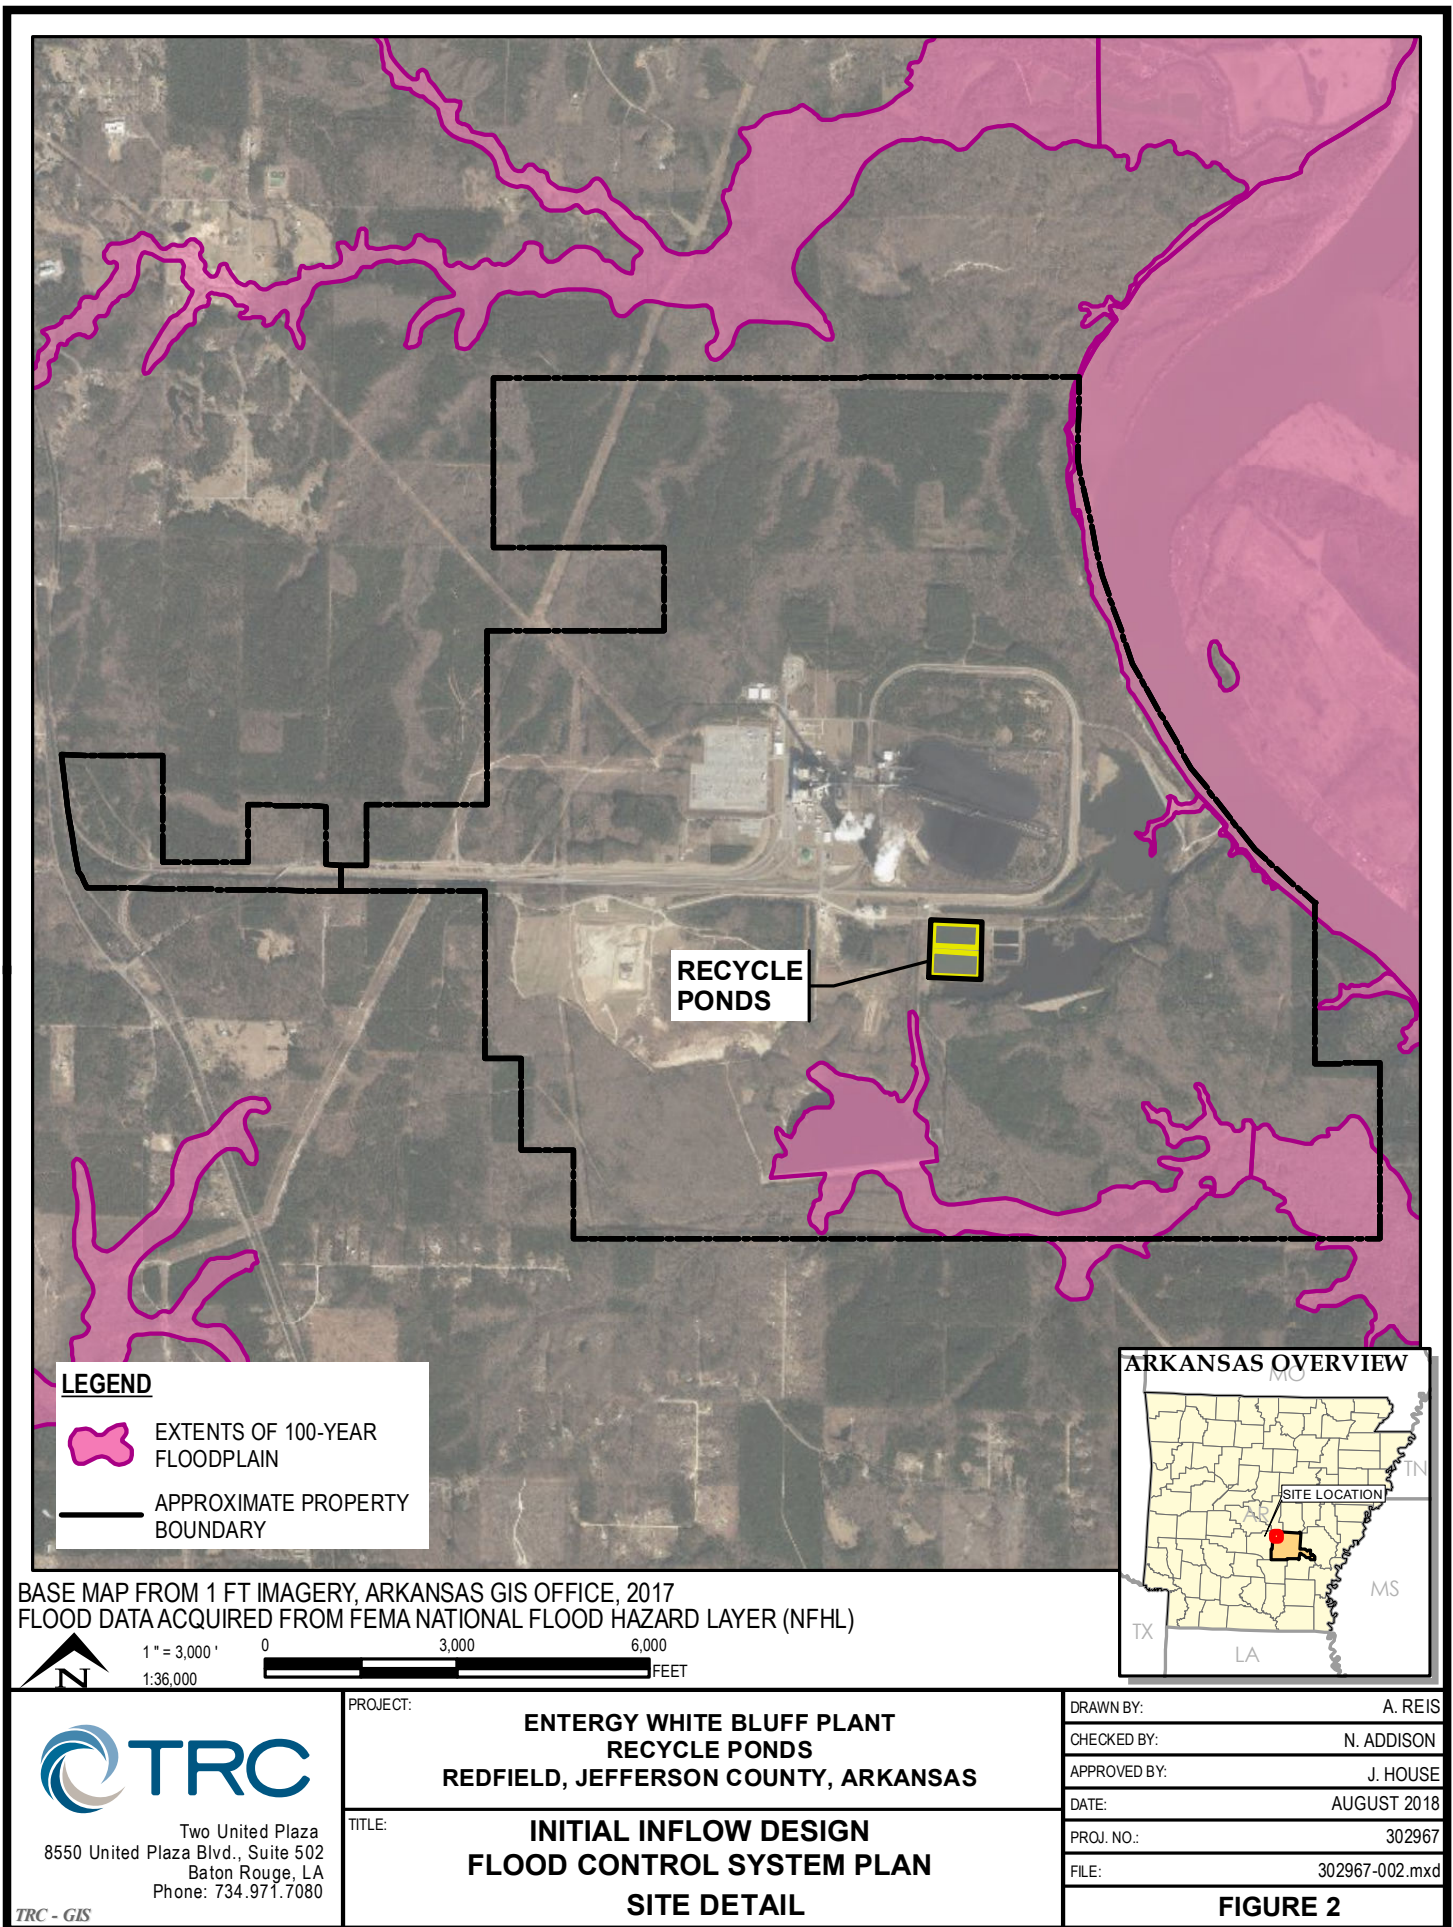 RECYCLE
PONDS
LEGEND
EXTENTS OF 100-YEAR
FLOODPLAIN
APPROXIMATE PROPERTY
BOUNDARY
ARKANSAS OVERVIEW
MO
TN
SITE LOCATION
AR
MS
TX
LA
BASE MAP FROM 1 FT IMAGERY, ARKANSAS GIS OFFICE, 2017
FLOOD DATA ACQUIRED FROM FEMA NATIONAL FLOOD HAZARD LAYER (NFHL)
N
1 " = 3,000 '
1:36,000
0 3,000 6,000
FEET
TRC
Two United Plaza
8550 United Plaza Blvd., Suite 502
Baton Rouge, LA
Phone: 734.971.7080
TRC - GIS
PROJECT:
ENTERGY WHITE BLUFF PLANT
RECYCLE PONDS
REDFIELD, JEFFERSON COUNTY, ARKANSAS
TITLE:
INITIAL INFLOW DESIGN
FLOOD CONTROL SYSTEM PLAN
SITE DETAIL
DRAWN BY: A. REIS
CHECKED BY: N. ADDISON
APPROVED BY: J. HOUSE
DATE: AUGUST 2018
PROJ. NO.: 302967
FILE: 302967-002.mxd
FIGURE 2